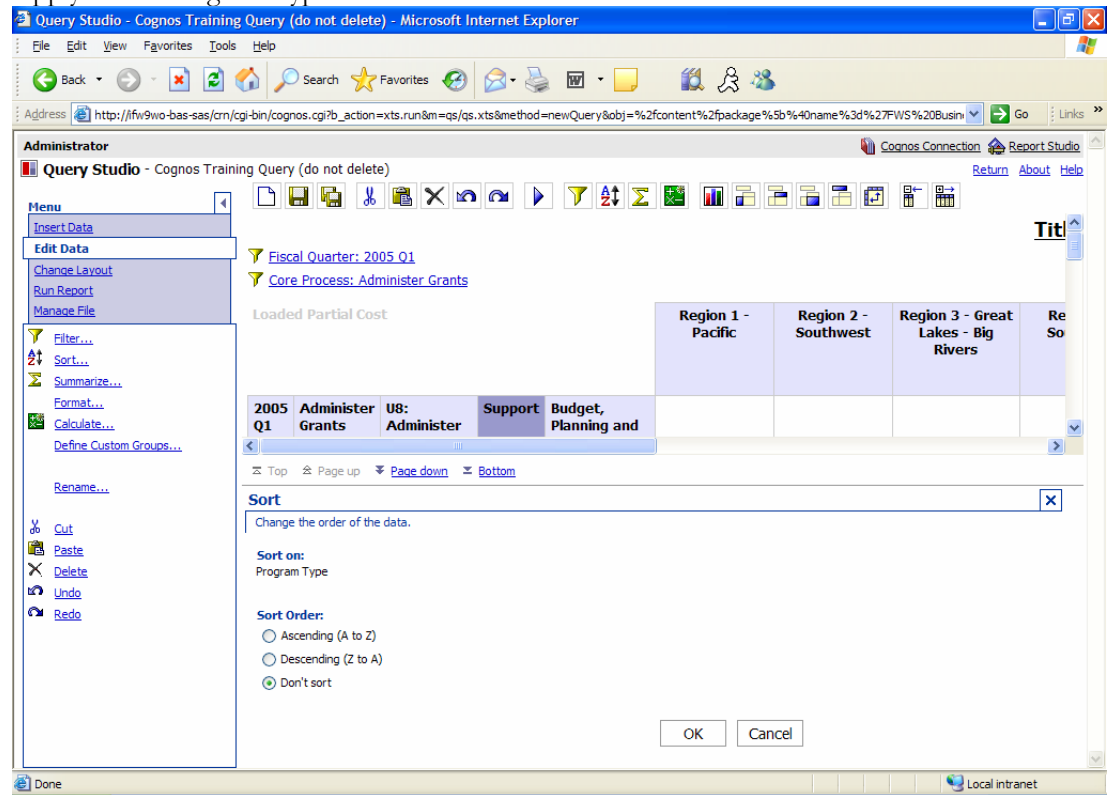 Query Studio - Cognos Training Query (do not delete) - Microsoft Internet Explorer
File Edit View Favorites Tools Help
Back Search Favorites
Address http://ifw9wo-bas-sas/crn/cgi-bin/cognos.cgi?b_action=xts.run&m=qs/qs.xts&method=newQuery&obj=%2fcontent%2fpackage%5b%40name%3d%27FWS%20Busin Go Links »
Administrator Cognos Connection Report Studio
Query Studio - Cognos Training Query (do not delete) Return About Help
Menu
Insert Data
Edit Data
Change Layout
Run Report
Manage File
Filter...
Sort...
Summarize...
Format...
Calculate...
Define Custom Groups...
Rename...
Cut
Paste
Delete
Undo
Redo
Titl
Fiscal Quarter: 2005 Q1
Core Process: Administer Grants
Loaded Partial Cost
Region 1 - Pacific
Region 2 - Southwest
Region 3 - Great Lakes - Big Rivers
Re
So
2005 Q1
Administer Grants
U8: Administer
Support
Budget, Planning and
Top Page up Page down Bottom
Sort
Change the order of the data.
Sort on:
Program Type
Sort Order:
Ascending (A to Z)
Descending (Z to A)
Don't sort
OK Cancel
Done Local intranet